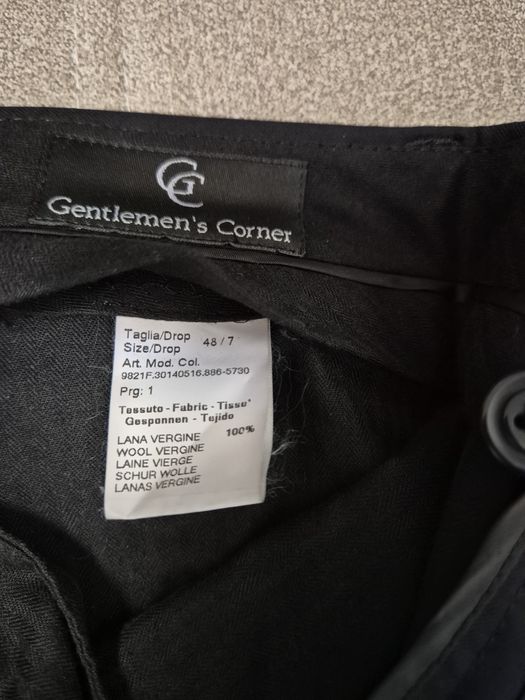 GC
Gentlemen's Corner
Taglia/Drop 48 / 7
Size/Drop
Art. Mod. Col.
9821F.30140516.886-5730
Prg: 1
Tessuto - Fabric - Tissu*
Gesponnen - Tejido
100%
LANA VERGINE
WOOL VERGINE
LAINE VIERGE
SCHUR WOLLE
LANAS VERGINE